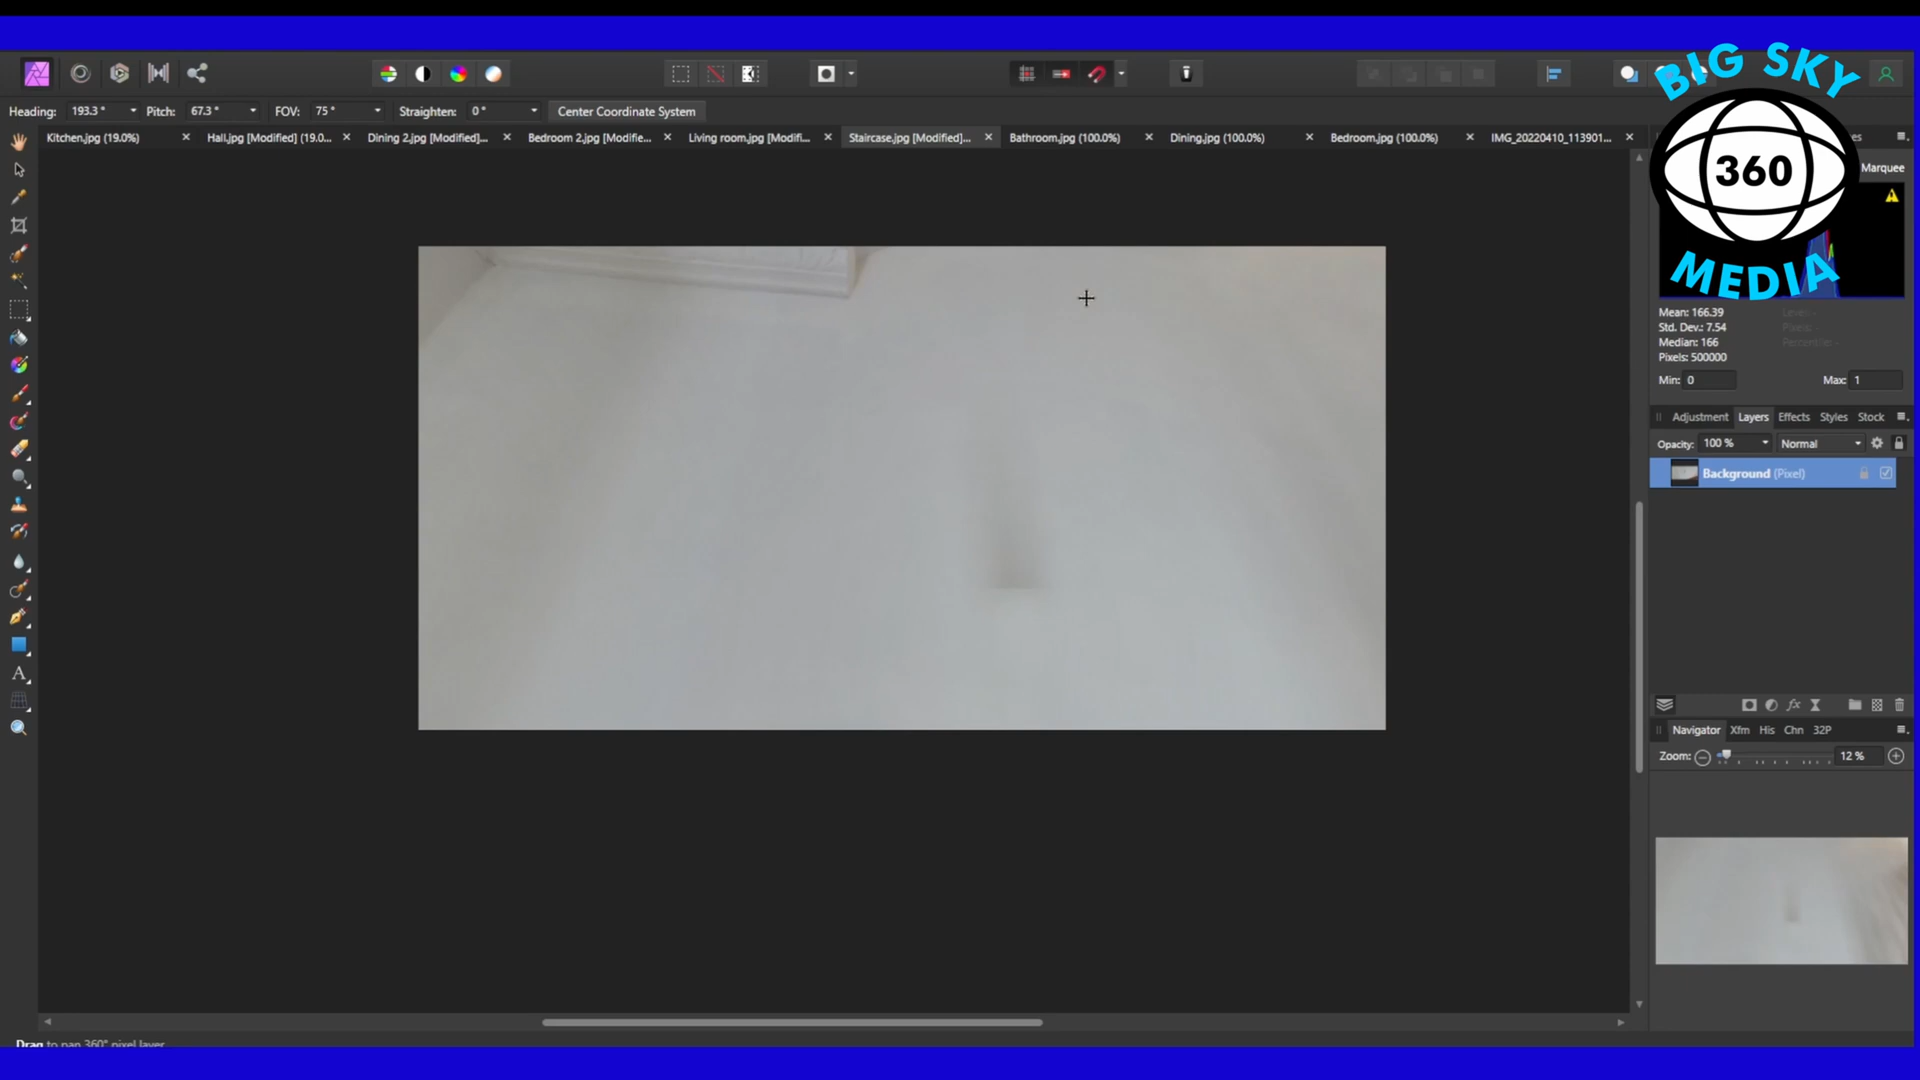 BIG SKY
360
MEDIA
Heading: 193.3 ° Pitch: 67.3 ° FOV: 75 ° Straighten: 0 ° Center Coordinate System
Kitchen.jpg (19.0%) Hall.jpg [Modified] (19.0... Dining 2.jpg [Modified]... Bedroom 2.jpg [Modifie... Living room.jpg [Modifi... Staircase.jpg [Modified]... Bathroom.jpg (100.0%) Dining.jpg (100.0%) Bedroom.jpg (100.0%) IMG_20220410_113901...
Marquee
Mean: 166.39
Std. Dev.: 7.54
Median: 166
Pixels: 500000
Level: -
Pixels: -
Percentile: -
Min: 0 Max: 1
Adjustment Layers Effects Styles Stock
Opacity: 100 % Normal
Background (Pixel)
Navigator Xfm His Chn 32P
Zoom: 12 %
Drag to pan 360° pixel layer.